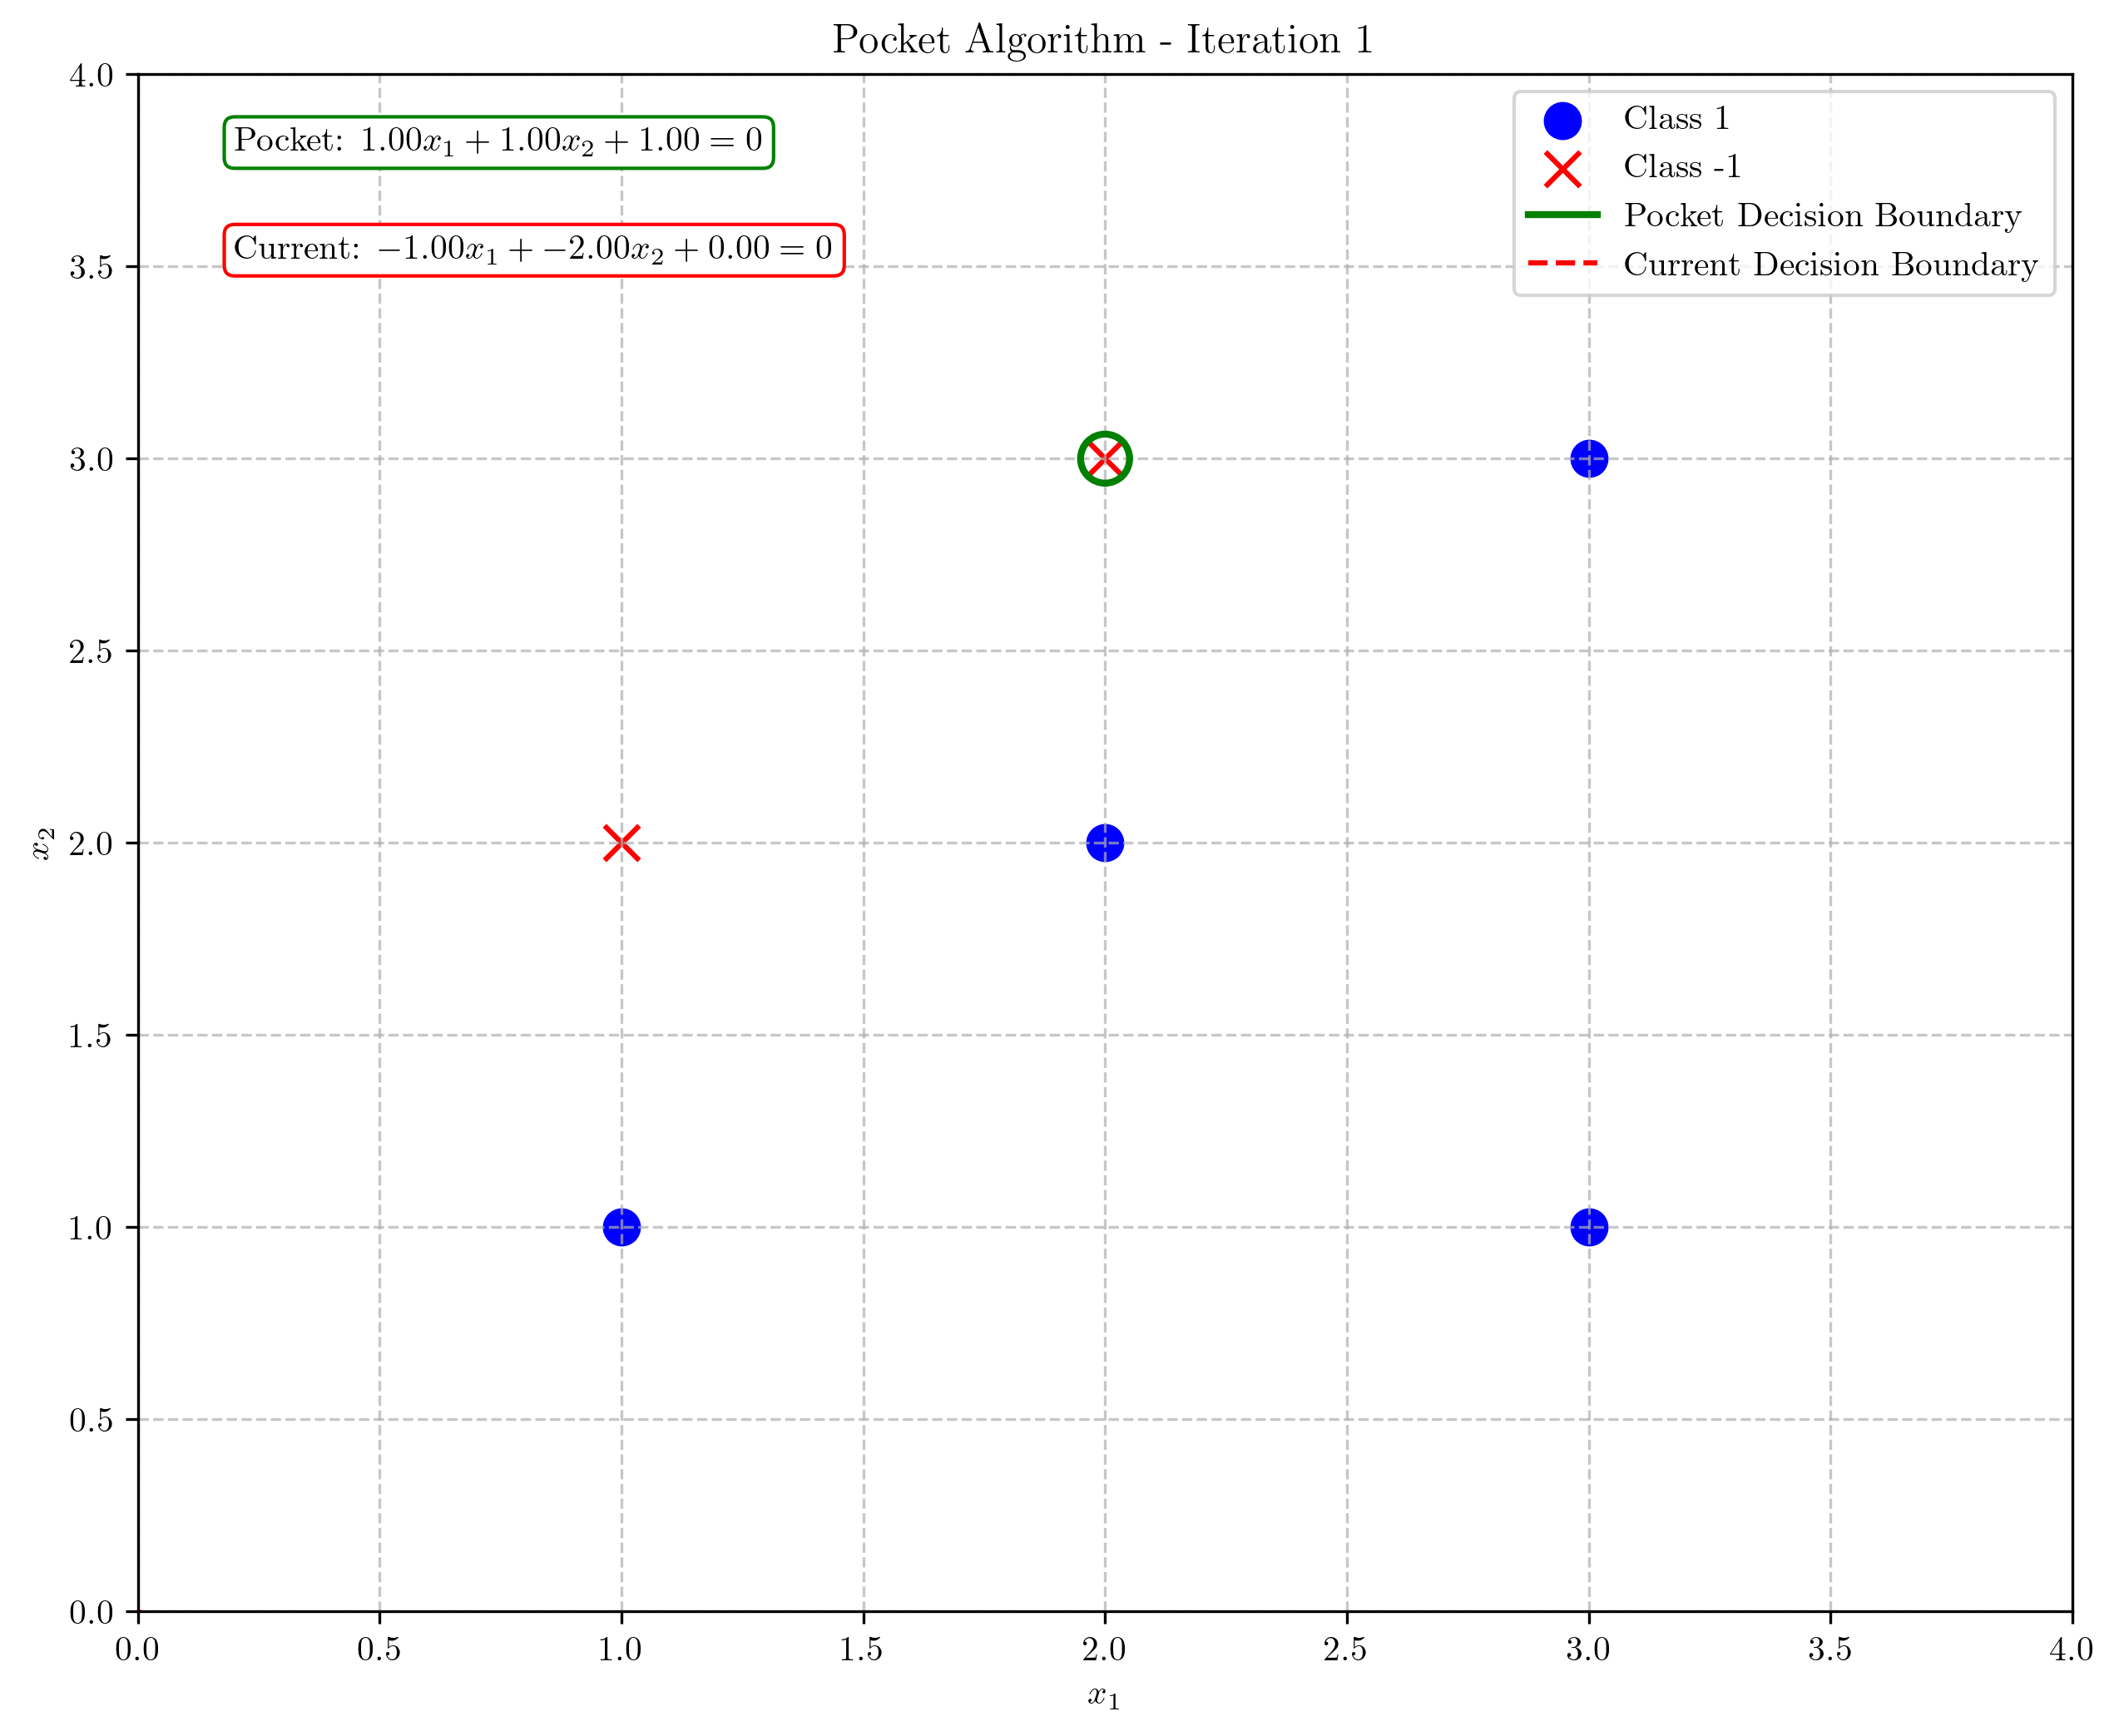 Pocket Algorithm - Iteration 1
Pocket: 1.00x₁ + 1.00x₂ + 1.00 = 0
Current: −1.00x₁ + −2.00x₂ + 0.00 = 0
Class 1
Class -1
Pocket Decision Boundary
Current Decision Boundary
4.0
3.5
3.0
2.5
2.0
1.5
1.0
0.5
0.0
x₂
0.0 0.5 1.0 1.5 2.0 2.5 3.0 3.5 4.0
x₁